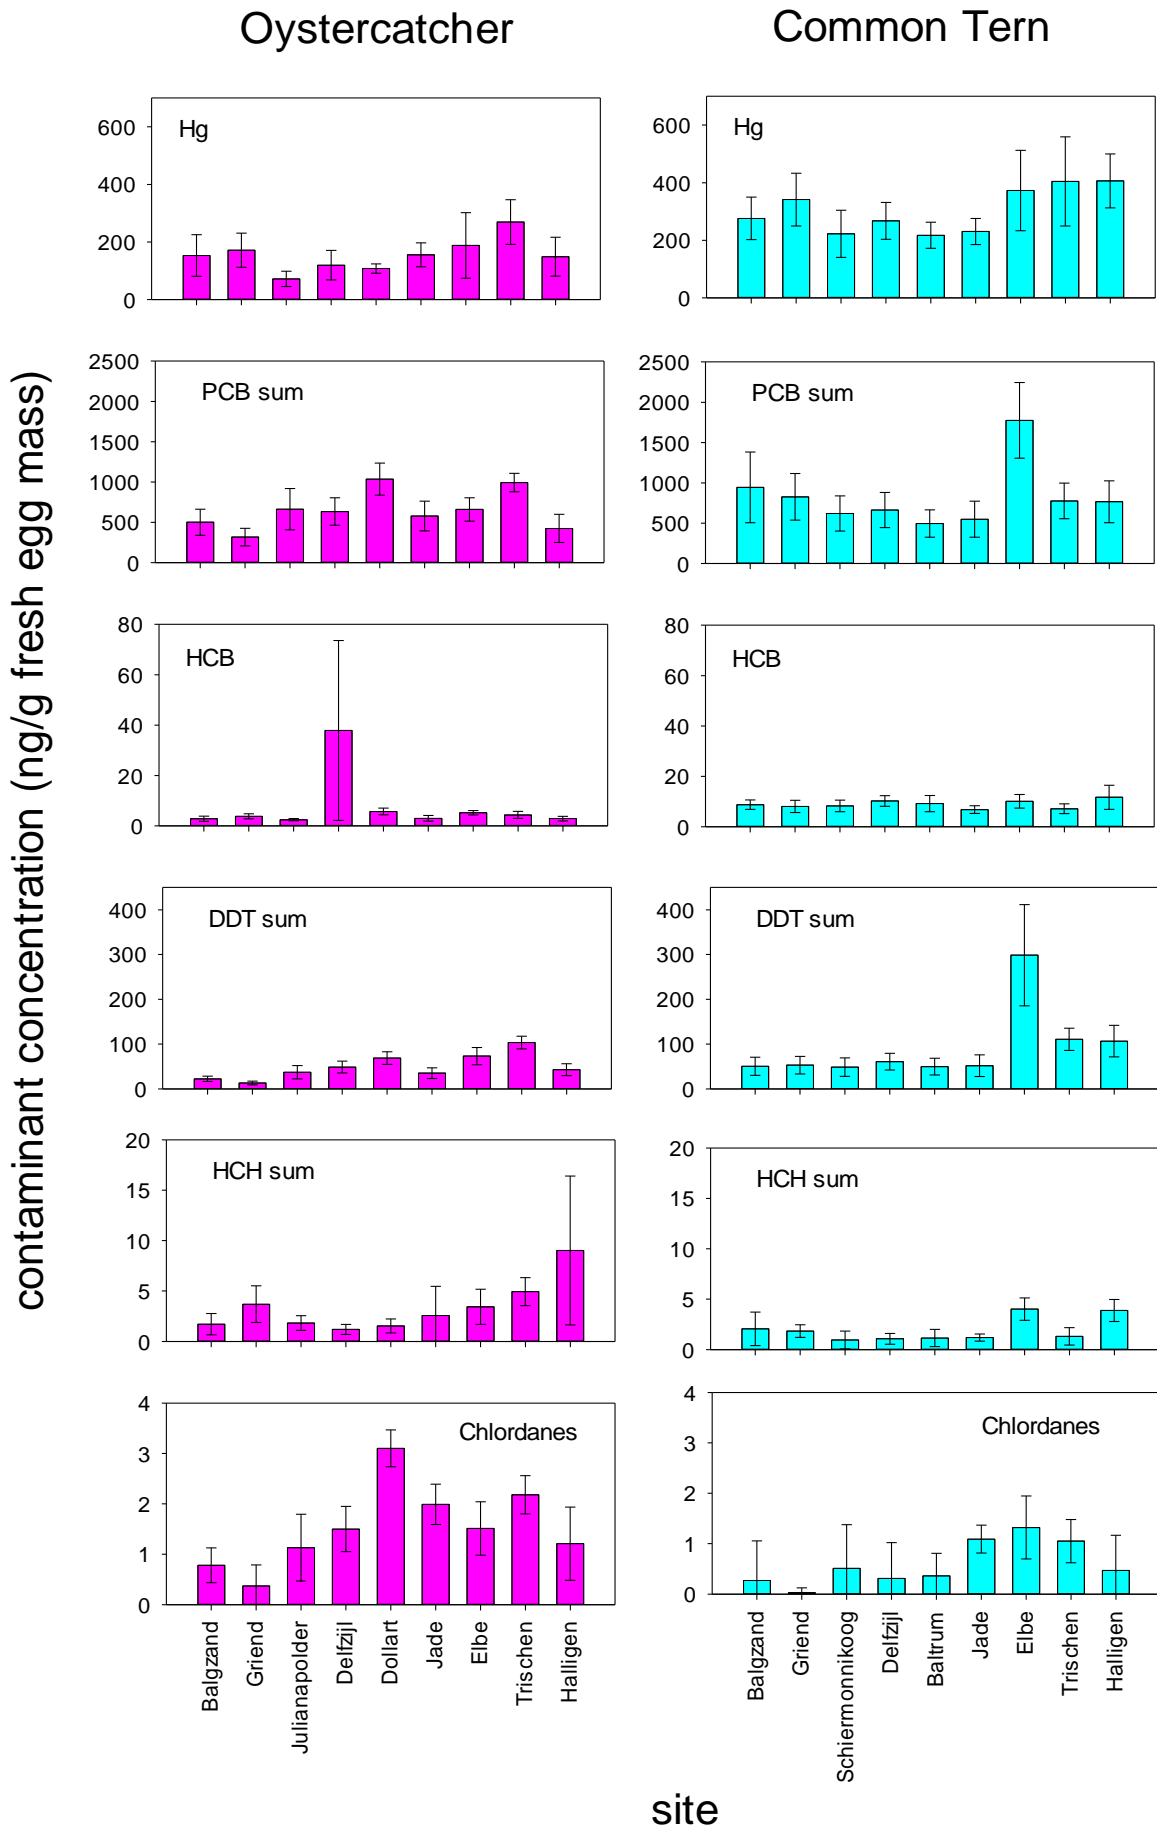 Oystercatcher
Common Tern
contaminant concentration (ng/g fresh egg mass)
Hg
600
400
200
0
Hg
600
400
200
0
PCB sum
2500
2000
1500
1000
500
0
PCB sum
2500
2000
1500
1000
500
0
HCB
80
60
40
20
0
HCB
80
60
40
20
0
DDT sum
400
300
200
100
0
DDT sum
400
300
200
100
0
HCH sum
20
15
10
5
0
HCH sum
20
15
10
5
0
Chlordanes
4
3
2
1
0
Chlordanes
4
3
2
1
0
Balgzand
Griend
Julianapolder
Delfzijl
Dollart
Jade
Elbe
Trischen
Halligen
Balgzand
Griend
Schiermonnikoog
Delfzijl
Baltrum
Jade
Elbe
Trischen
Halligen
site